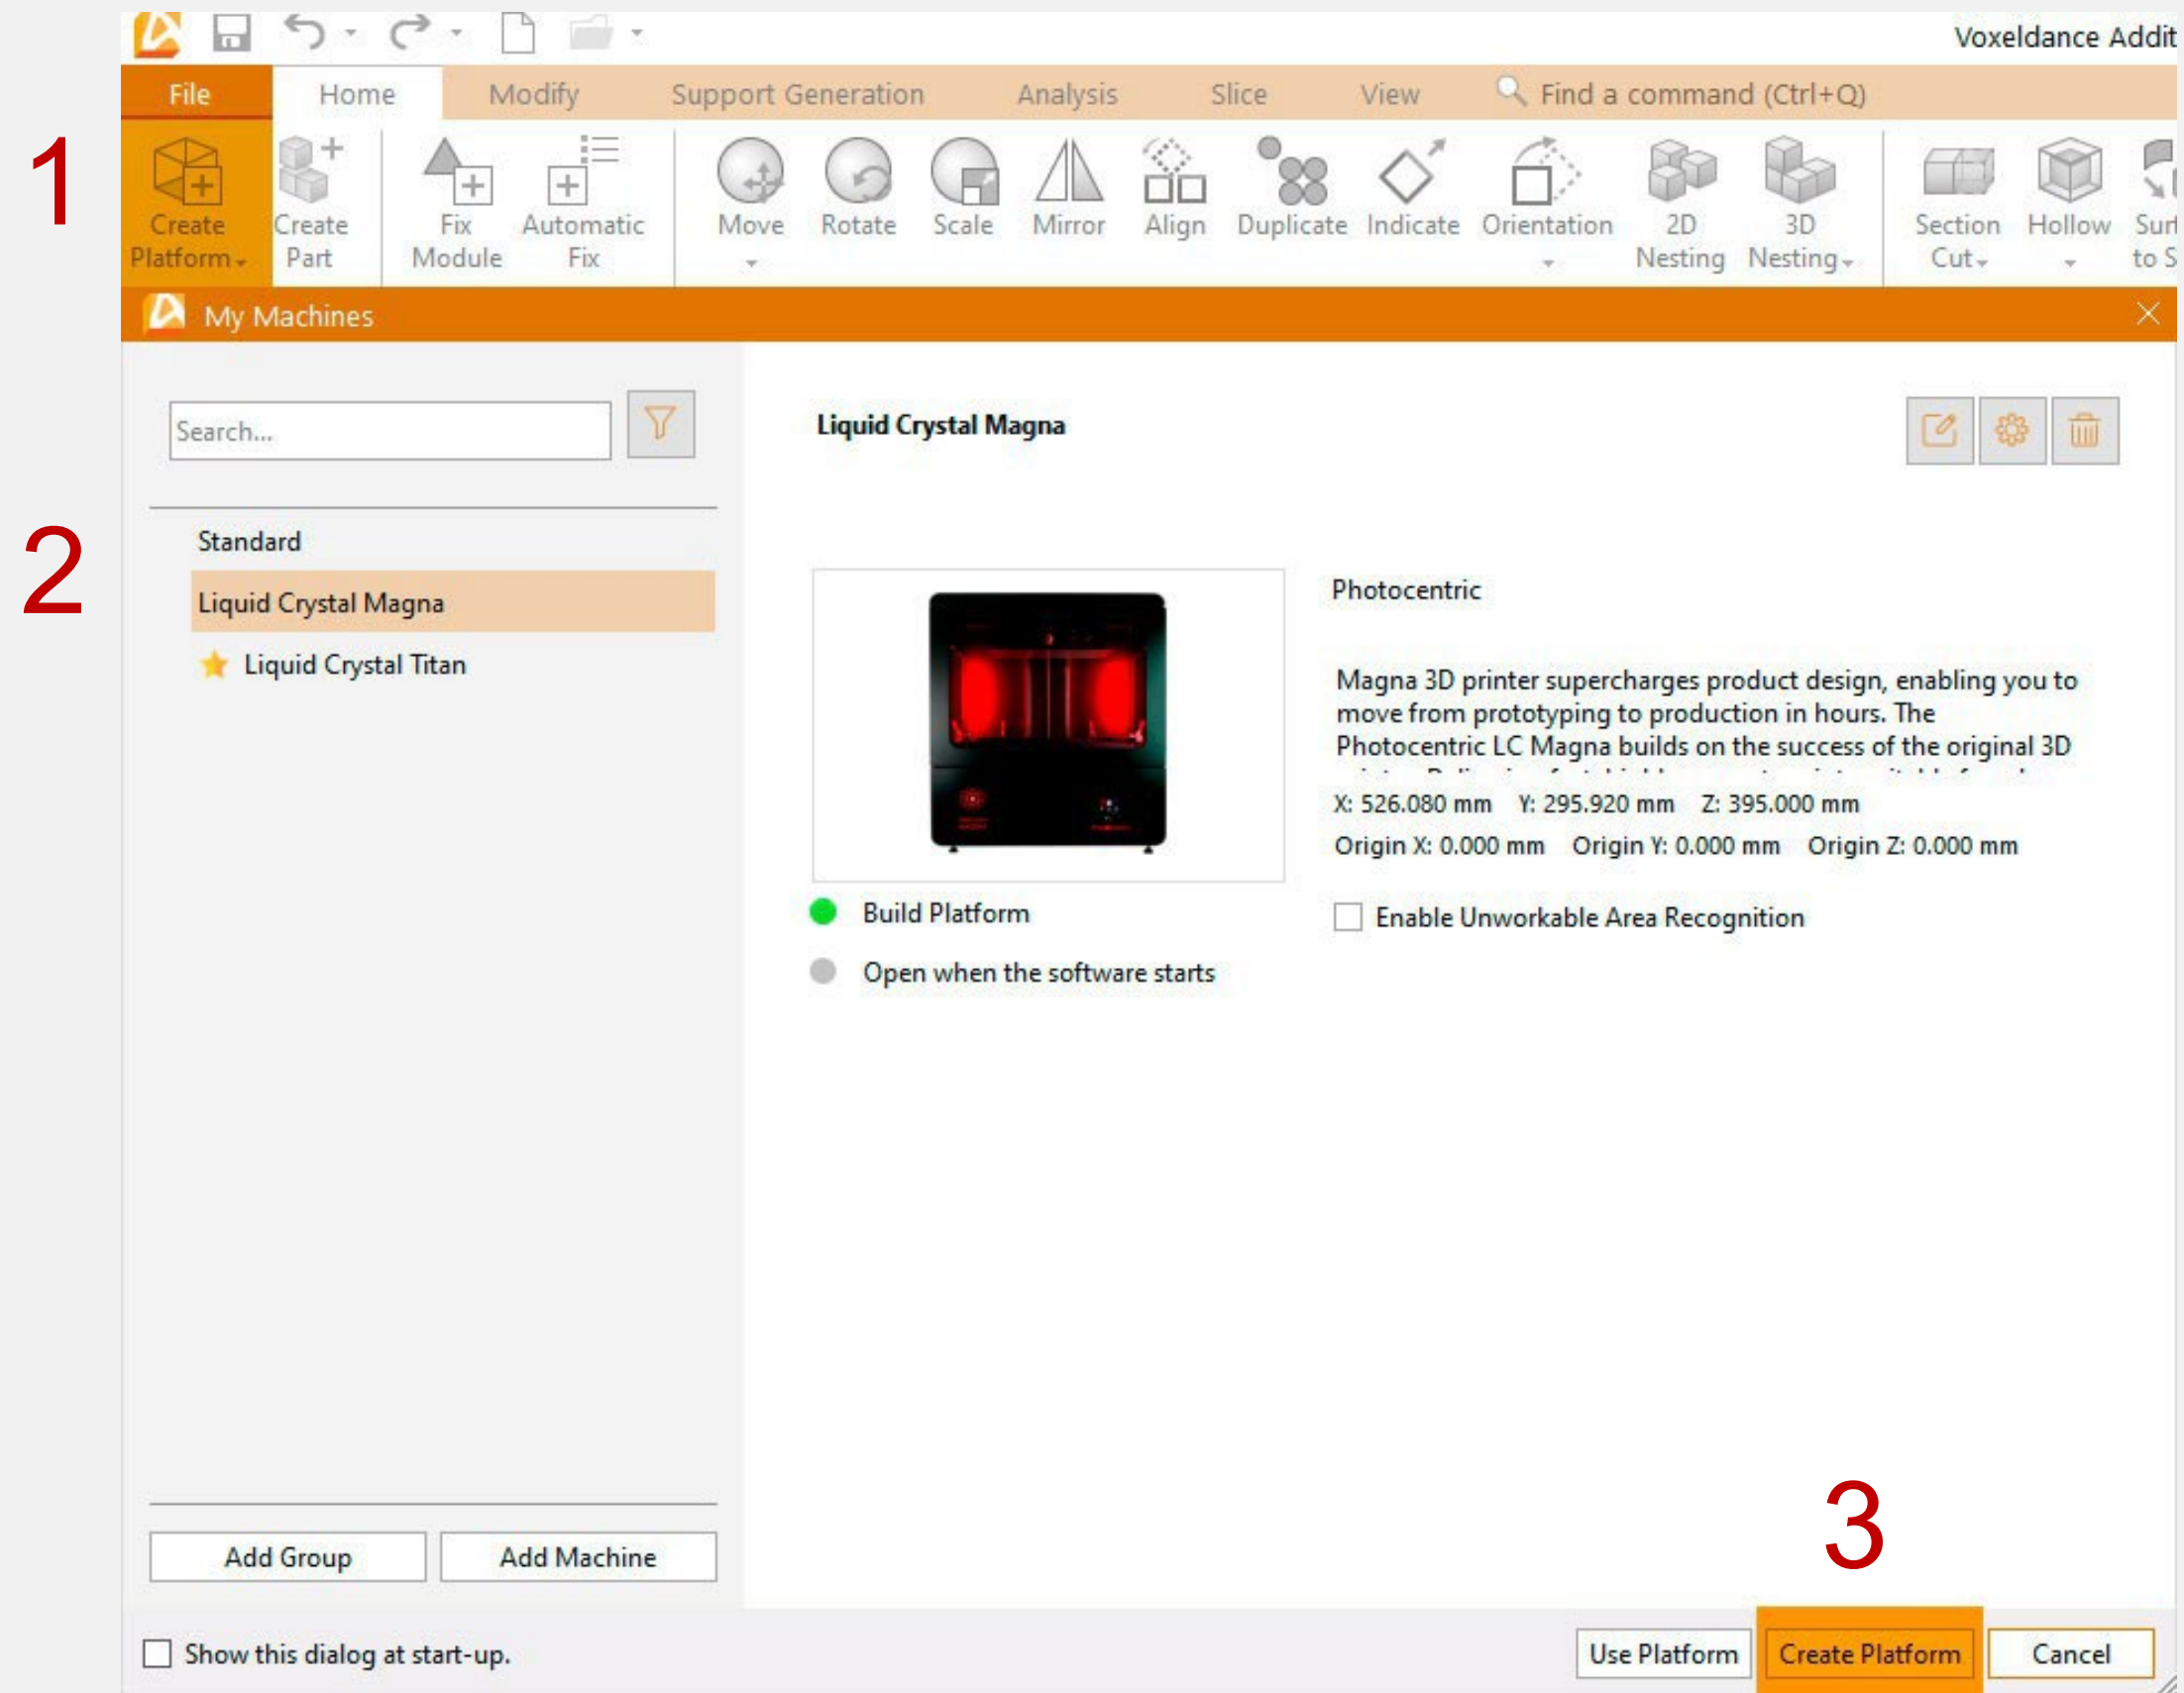 Voxeldance Addit
File Home Modify Support Generation Analysis Slice View Find a command (Ctrl+Q)
1
Create Platform
Create Part
Fix Module
Automatic Fix
Move
Rotate
Scale
Mirror
Align
Duplicate
Indicate
Orientation
2D Nesting
3D Nesting
Section Cut
Hollow
Surf
to S
My Machines
Search...
Liquid Crystal Magna
2
Standard
Liquid Crystal Magna
Liquid Crystal Titan
Photocentric
Magna 3D printer supercharges product design, enabling you to
move from prototyping to production in hours. The
Photocentric LC Magna builds on the success of the original 3D
X: 526.080 mm Y: 295.920 mm Z: 395.000 mm
Origin X: 0.000 mm Origin Y: 0.000 mm Origin Z: 0.000 mm
Build Platform
Enable Unworkable Area Recognition
Open when the software starts
3
Add Group Add Machine
Show this dialog at start-up.
Use Platform Create Platform Cancel